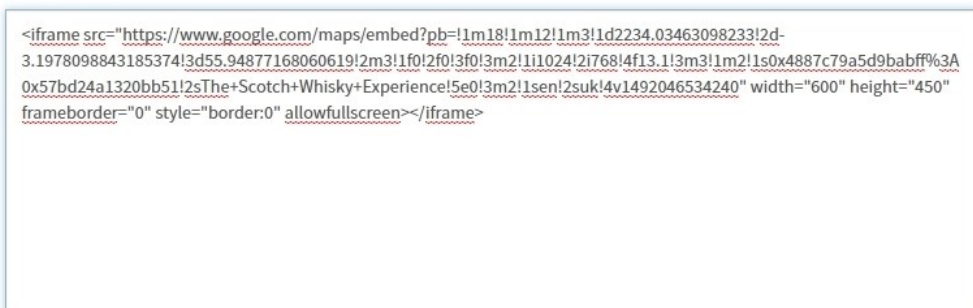 <iframe src="https://www.google.com/maps/embed?pb=!1m18!1m12!1m3!1d2234.03463098233!2d-
3.1978098843185374!3d55.94877168060619!2m3!1f0!2f0!3f0!3m2!1i1024!2i768!4f13.1!3m3!1m2!1s0x4887c79a5d9babff%3A
0x57bd24a1320bb51!2sThe+Scotch+Whisky+Experience!5e0!3m2!1sen!2suk!4v1492046534240" width="600" height="450"
frameborder="0" style="border:0" allowfullscreen></iframe>